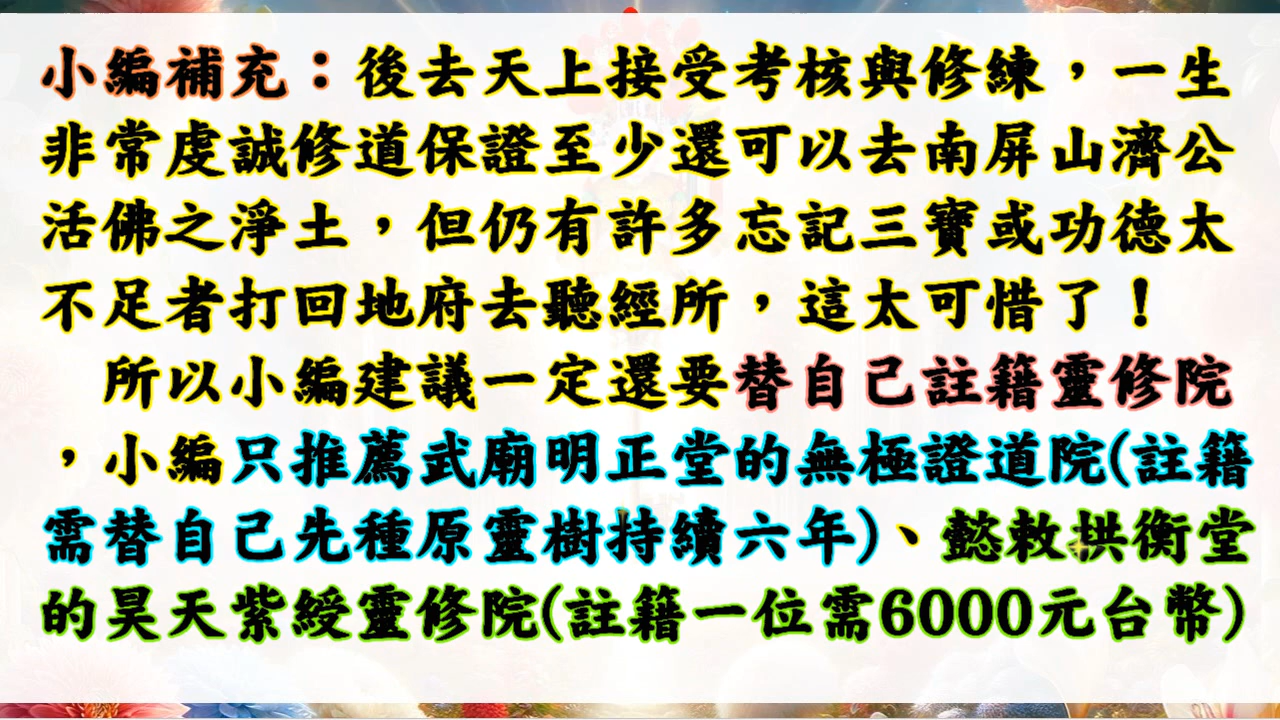 小編補充：後去天上接受考核與修練，一生
非常虔誠修道保證至少還可以去南屏山濟公
活佛之淨土，但仍有許多忘記三寶或功德太
不足者打回地府去聽經所，這太可惜了！
所以小編建議一定還要替自己註籍靈修院
，小編只推薦武廟明正堂的無極證道院(註籍
需替自己先種原靈樹持續六年)、懿敕拱衡堂
的昊天紫綬靈修院(註籍一位需6000元台幣)